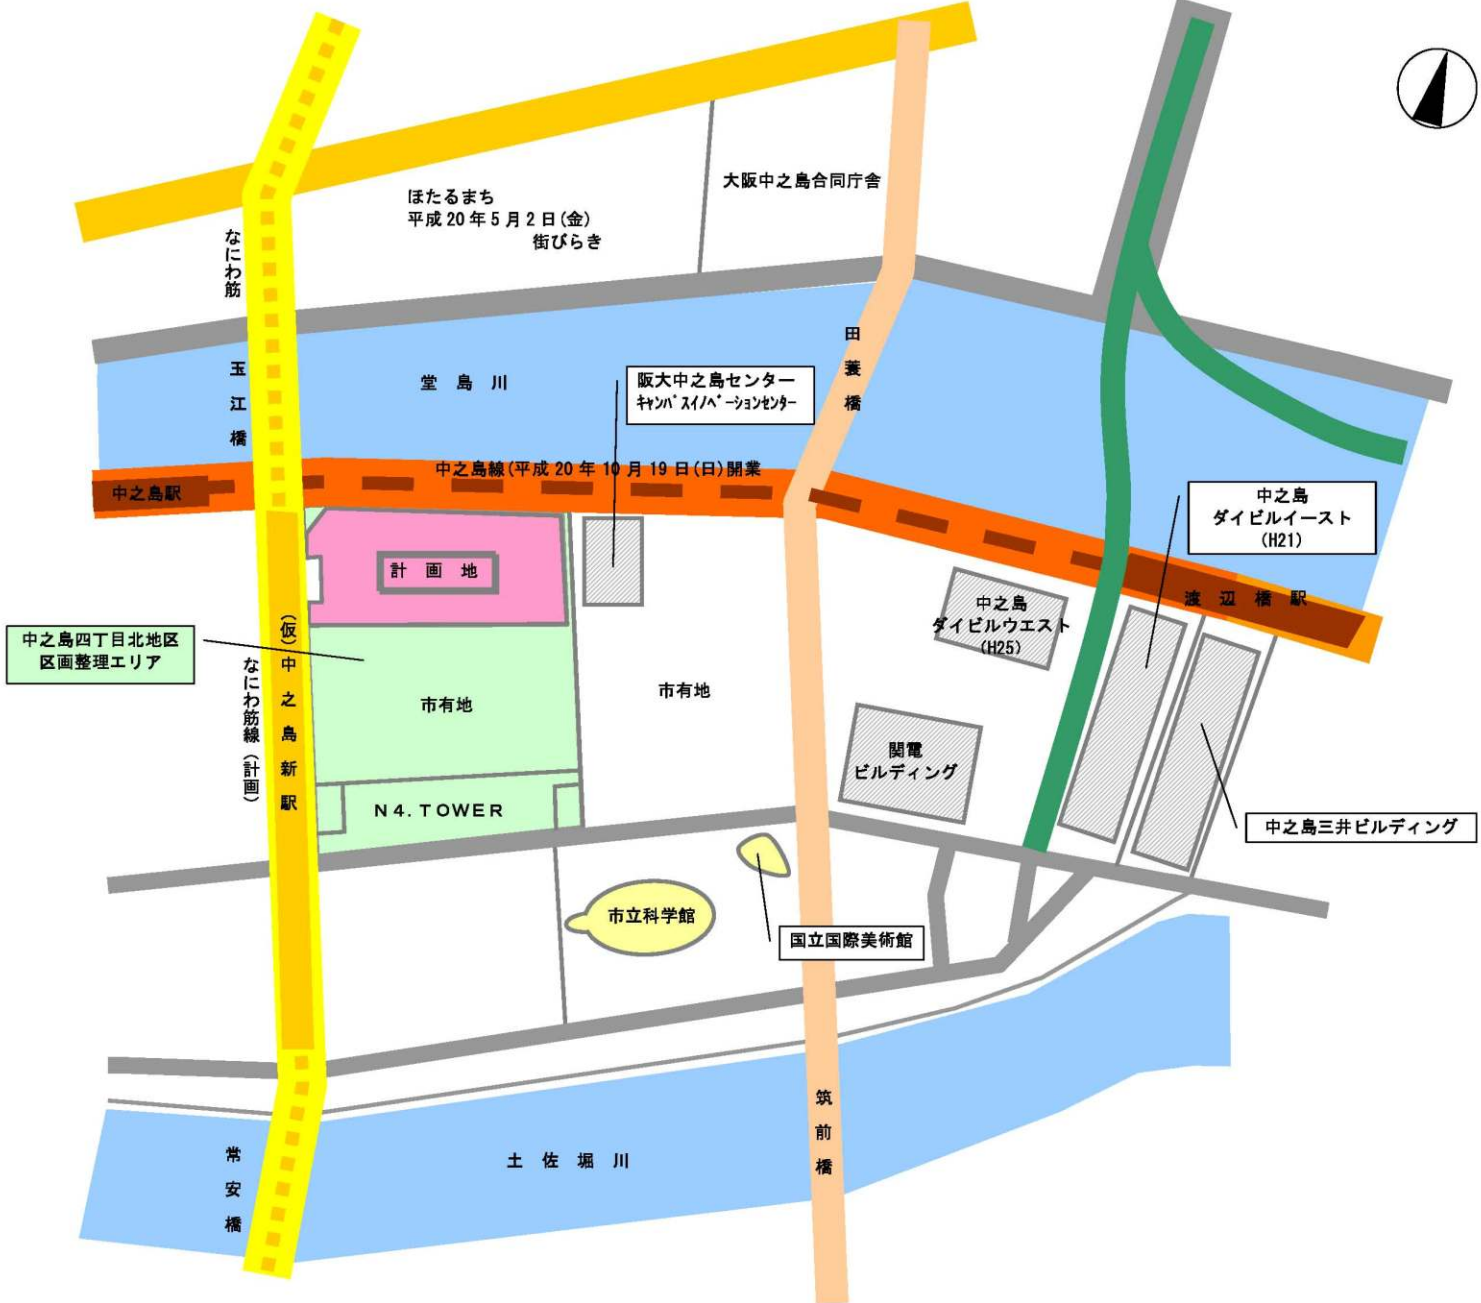 大阪中之島合同庁舎
ほたるまち
平成20年5月2日(金)
街びらき
なにわ筋
玉江橋
堂島川
田蓑橋
阪大中之島センター
キャンパスイノベーションセンター
中之島線(平成20年10月19日(日)開業
中之島駅
中之島
ダイビルイースト
(H21)
計画地
渡辺橋駅
中之島
ダイビルウエスト
(H25)
中之島四丁目北地区
区画整理エリア
(仮)中之島新駅
なにわ筋線(計画)
市有地
市有地
関電
ビルディング
N4.TOWER
中之島三井ビルディング
市立科学館
国立国際美術館
筑前橋
土佐堀川
常安橋